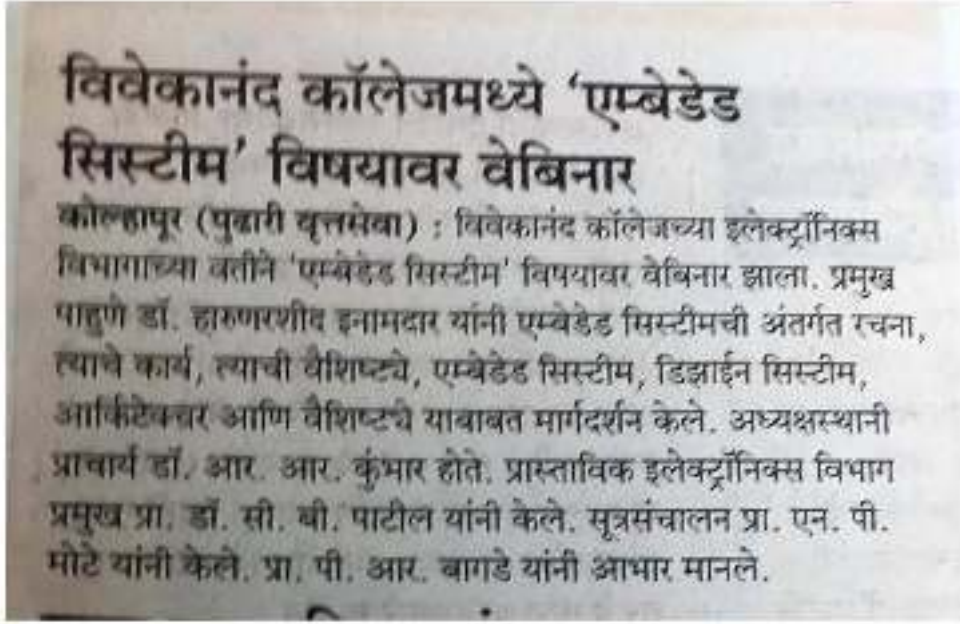 विवेकानंद कॉलेजमध्ये ‘एम्बेडेड
सिस्टीम’ विषयावर वेबिनार
कोल्हापूर (पुढारी वृत्तसेवा) : विवेकानंद कॉलेजच्या इलेक्ट्रॉनिक्स
विभागाच्या वतीने ‘एम्बेडेड सिस्टीम’ विषयावर वेबिनार झाला. प्रमुख
पाहुणे डॉ. हारुणरशीद इनामदार यांनी एम्बेडेड सिस्टीमची अंतर्गत रचना,
त्याचे कार्य, त्याची वैशिष्ट्ये, एम्बेडेड सिस्टीम, डिझाईन सिस्टीम,
आर्किटेक्चर आणि वैशिष्ट्ये याबाबत मार्गदर्शन केले. अध्यक्षस्थानी
प्राचार्य डॉ. आर. आर. कुंभार होते. प्रास्ताविक इलेक्ट्रॉनिक्स विभाग
प्रमुख प्रा. डॉ. सी. बी. पाटील यांनी केले. सूत्रसंचालन प्रा. एन. पी.
मोटे यांनी केले. प्रा. पी. आर. बागडे यांनी आभार मानले.